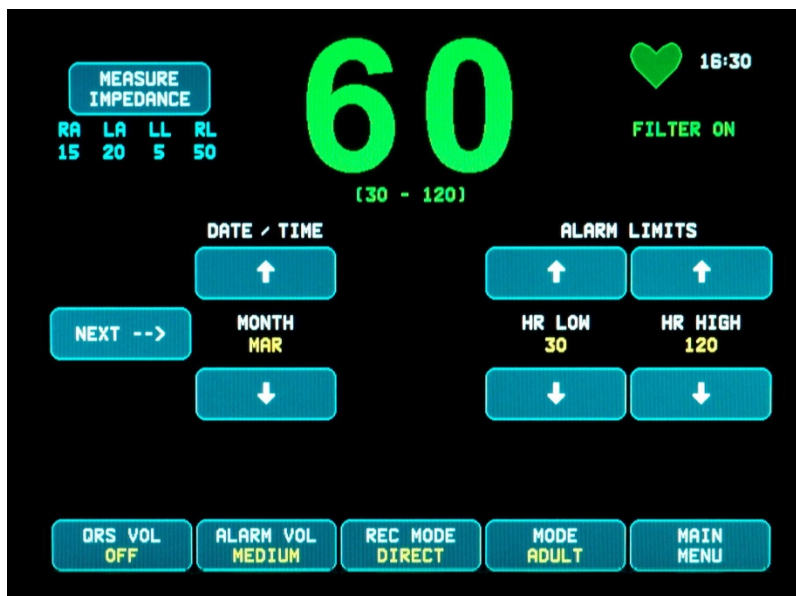 MEASURE
IMPEDANCE
RA LA LL RL
15 20 5 50
60
(30 - 120)
16:30
FILTER ON
DATE / TIME
ALARM LIMITS
NEXT -->
MONTH
MAR
HR LOW
30
HR HIGH
120
QRS VOL
OFF
ALARM VOL
MEDIUM
REC MODE
DIRECT
MODE
ADULT
MAIN
MENU